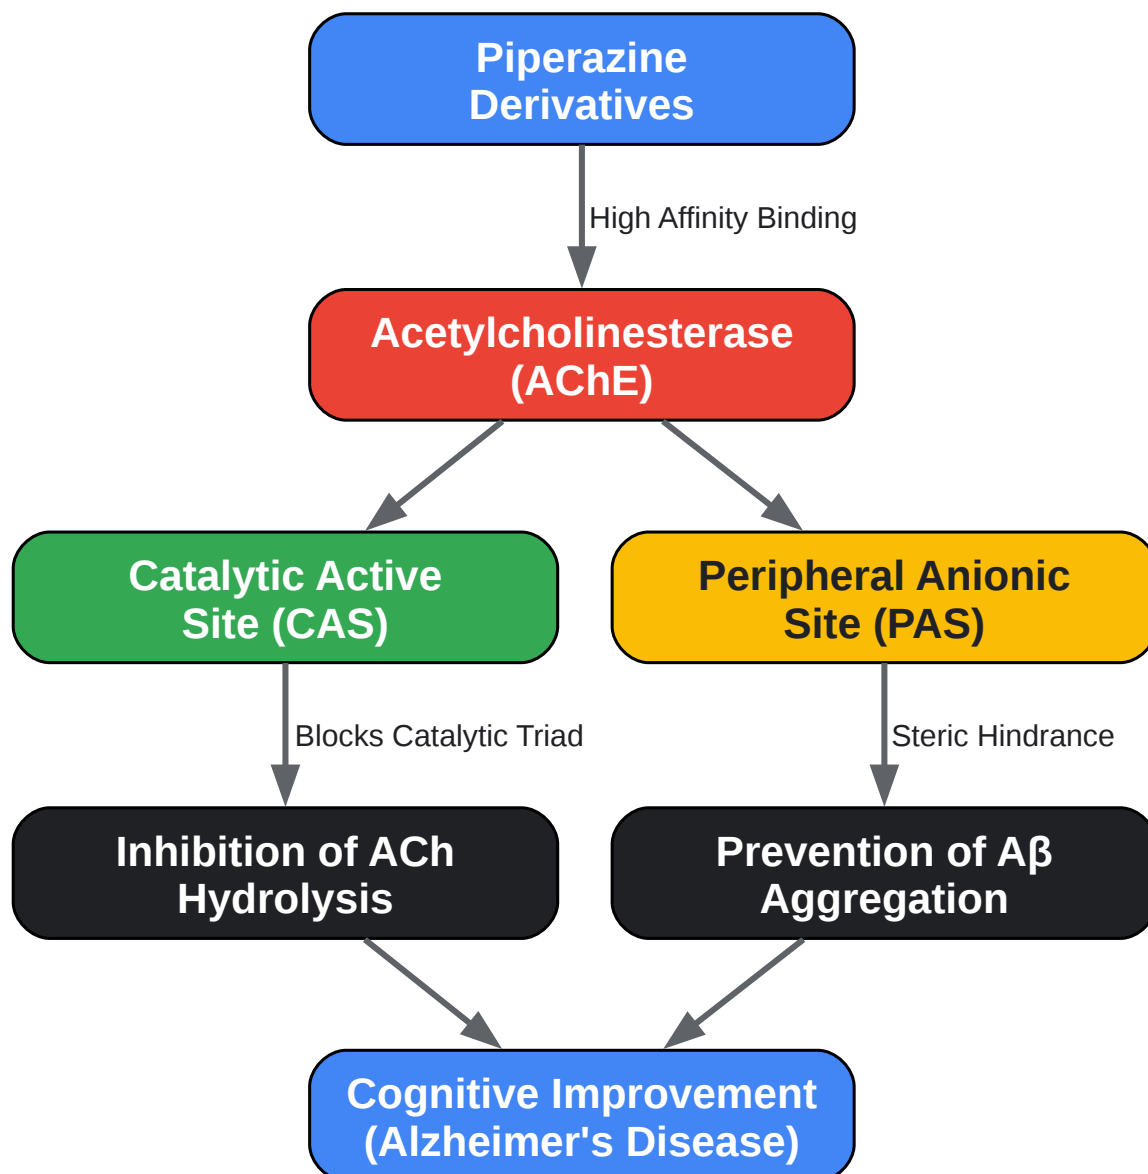 Piperazine
Derivatives
High Affinity Binding
Acetylcholinesterase
(AChE)
Catalytic Active
Site (CAS)
Peripheral Anionic
Site (PAS)
Blocks Catalytic Triad
Steric Hindrance
Inhibition of ACh
Hydrolysis
Prevention of Aβ
Aggregation
Cognitive Improvement
(Alzheimer's Disease)